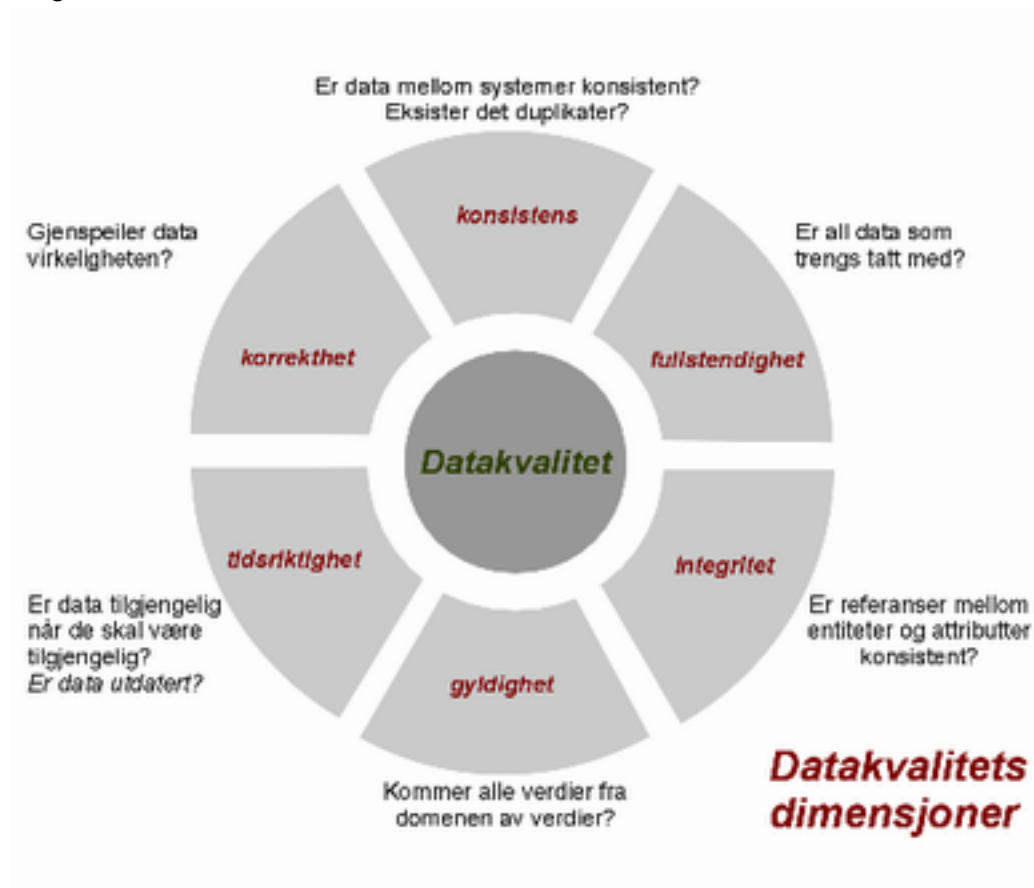 Er data mellom systemer konsistent?
Eksister det duplikater?
konsistens
Gjenspeiler data
virkeligheten?
Er all data som
trengs tatt med?
korrekthet
fullstendighet
Datakvalitet
tidsriktighet
integritet
Er data tilgjengelig
når de skal være
tilgjengelig?
Er data utdatert?
Er referanser mellom
entiteter og attributter
konsistent?
gyldighet
Kommer alle verdier fra
domenen av verdier?
Datakvalitets
dimensjoner